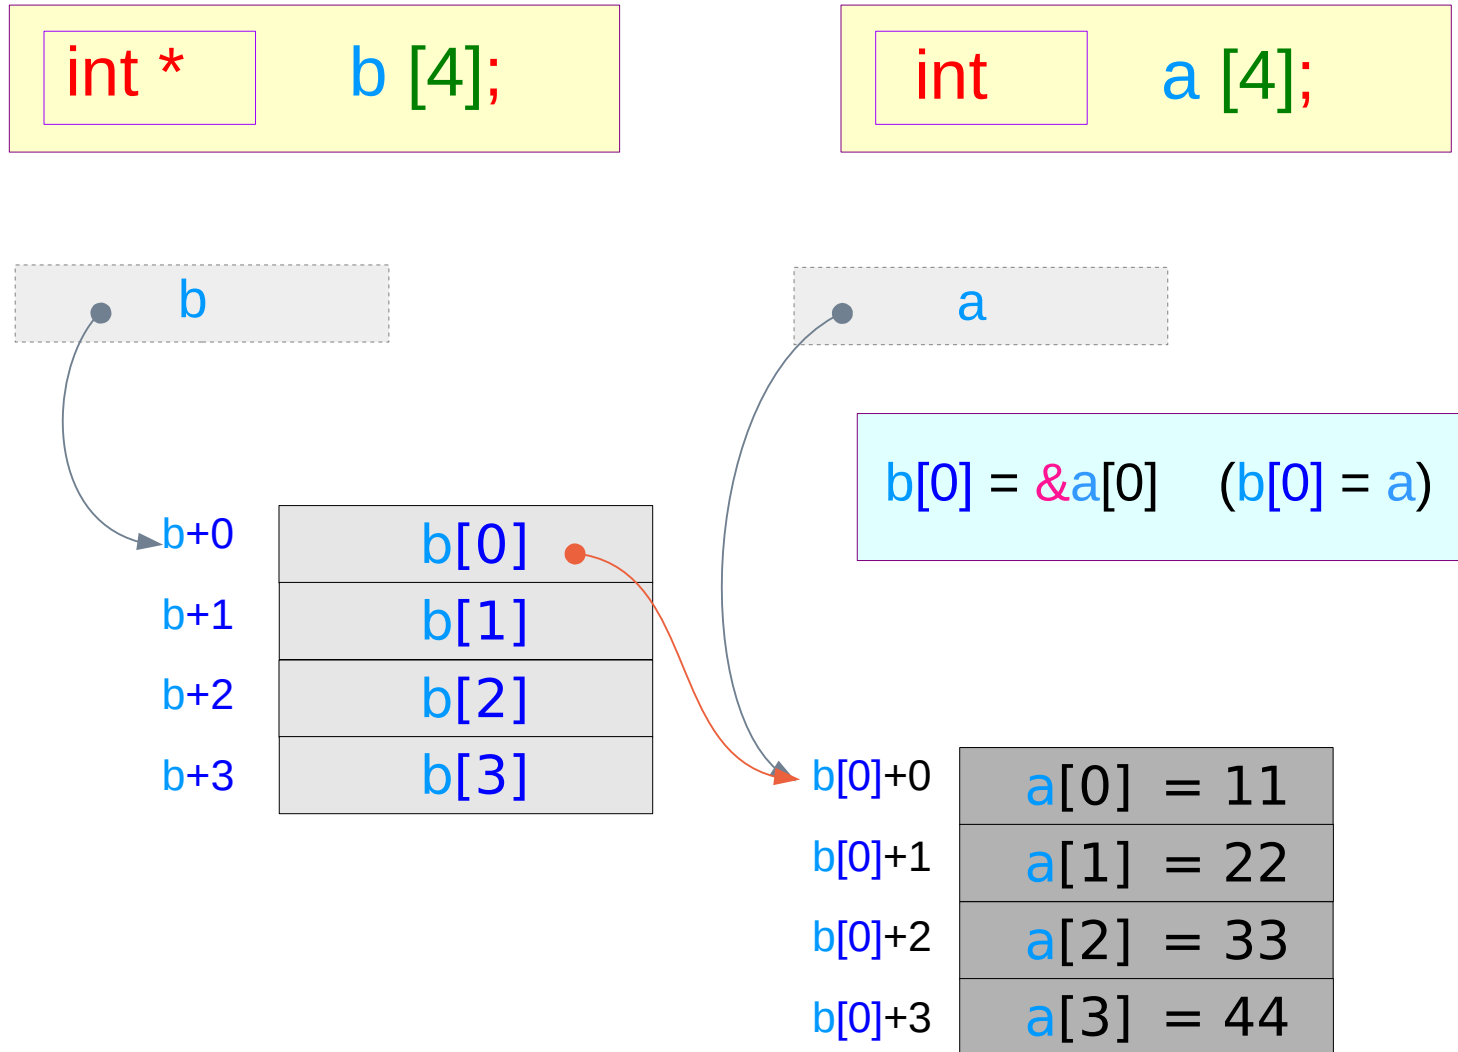 int * b [4];
int a [4];
b
a
b[0] = &a[0] (b[0] = a)
b+0 b[0]
b+1 b[1]
b+2 b[2]
b+3 b[3]
b[0]+0 a[0] = 11
b[0]+1 a[1] = 22
b[0]+2 a[2] = 33
b[0]+3 a[3] = 44